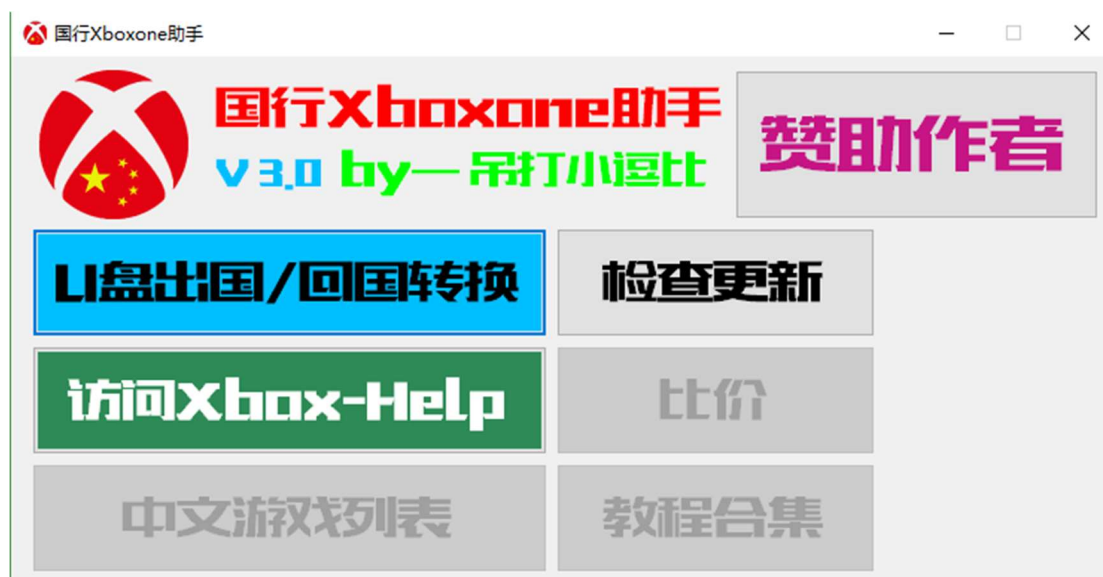 国行Xboxone助手
国行Xboxone助手
V 3.0 by—吊打小逗比
赞助作者
U盘出国/回国转换
检查更新
访问Xbox-Help
比价
中文游戏列表
教程合集